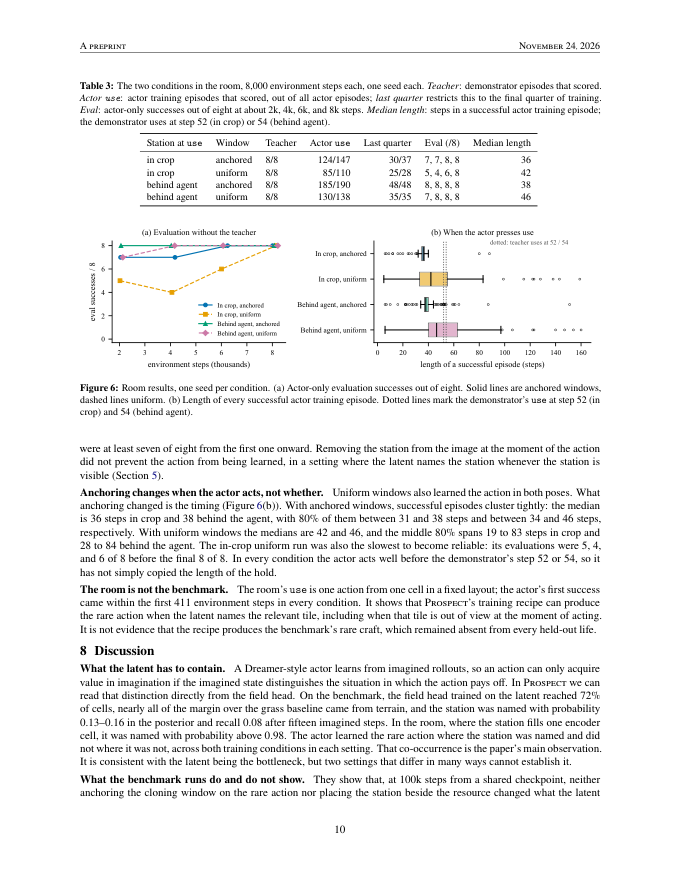 A PREPRINT
NOVEMBER 24, 2026
Table 3: The two conditions in the room, 8,000 environment steps each, one seed each. Teacher: demonstrator episodes that scored.
Actor use: actor training episodes that scored, out of all actor episodes; last quarter restricts this to the final quarter of training.
Eval: actor-only successes out of eight at about 2k, 4k, 6k, and 8k steps. Median length: steps in a successful actor training episode;
the demonstrator uses at step 52 (in crop) or 54 (behind agent).
Station at use Window Teacher Actor use Last quarter Eval (/8) Median length
in crop anchored 8/8 124/147 30/37 7, 7, 8, 8 36
in crop uniform 8/8 85/110 25/28 5, 4, 6, 8 42
behind agent anchored 8/8 185/190 48/48 8, 8, 8, 8 38
behind agent uniform 8/8 130/138 35/35 7, 8, 8, 8 46
(a) Evaluation without the teacher
eval successes / 8
8
6
4
2
0
2 4 6 8
environment steps (thousands)
In crop, anchored
In crop, uniform
Behind agent, anchored
Behind agent, uniform
(b) When the actor presses use
dotted: teacher uses at 52 / 54
In crop, anchored
In crop, uniform
Behind agent, anchored
Behind agent, uniform
0 20 40 60 80 100 120 140 160
length of a successful episode (steps)
Figure 6: Room results, one seed per condition. (a) Actor-only evaluation successes out of eight. Solid lines are anchored windows,
dashed lines uniform. (b) Length of every successful actor training episode. Dotted lines mark the demonstrator's use at step 52 (in
crop) and 54 (behind agent).
were at least seven of eight from the first one onward. Removing the station from the image at the moment of the action
did not prevent the action from being learned, in a setting where the latent names the station whenever the station is
visible (Section 5).
Anchoring changes when the actor acts, not whether. Uniform windows also learned the action in both poses. What
anchoring changed is the timing (Figure 6(b)). With anchored windows, successful episodes cluster tightly: the median
is 36 steps in crop and 38 behind the agent, with 80% of them between 31 and 38 steps and between 34 and 46 steps,
respectively. With uniform windows the medians are 42 and 46, and the middle 80% spans 19 to 83 steps in crop and
28 to 84 behind the agent. The in-crop uniform run was also the slowest to become reliable: its evaluations were 5, 4,
and 6 of 8 before the final 8 of 8. In every condition the actor acts well before the demonstrator's step 52 or 54, so it
has not simply copied the length of the hold.
The room is not the benchmark. The room's use is one action from one cell in a fixed layout; the actor's first success
came within the first 411 environment steps in every condition. It shows that PROSPECT's training recipe can produce
the rare action when the latent names the relevant tile, including when that tile is out of view at the moment of acting.
It is not evidence that the recipe produces the benchmark's rare craft, which remained absent from every held-out life.
8 Discussion
What the latent has to contain. A Dreamer-style actor learns from imagined rollouts, so an action can only acquire
value in imagination if the imagined state distinguishes the situation in which the action pays off. In PROSPECT we can
read that distinction directly from the field head. On the benchmark, the field head trained on the latent reached 72%
of cells, nearly all of the margin over the grass baseline came from terrain, and the station was named with probability
0.13–0.16 in the posterior and recall 0.08 after fifteen imagined steps. In the room, where the station fills one encoder
cell, it was named with probability above 0.98. The actor learned the rare action where the station was named and did
not where it was not, across both training conditions in each setting. That co-occurrence is the paper's main observation.
It is consistent with the latent being the bottleneck, but two settings that differ in many ways cannot establish it.
What the benchmark runs do and do not show. They show that, at 100k steps from a shared checkpoint, neither
anchoring the cloning window on the rare action nor placing the station beside the resource changed what the latent
10